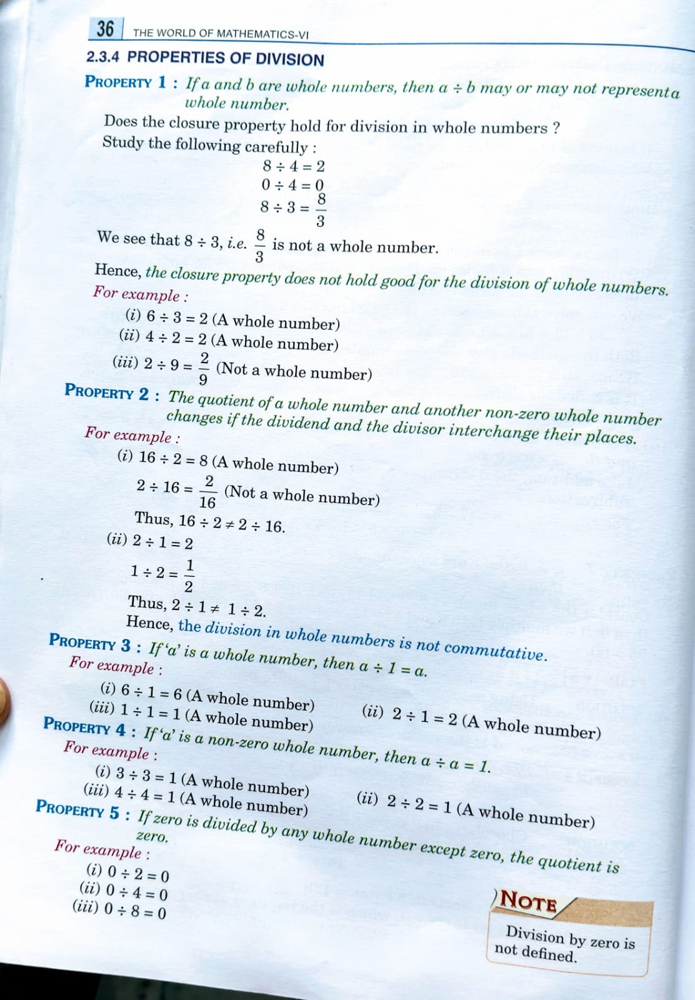 36 THE WORLD OF MATHEMATICS-VI
2.3.4 PROPERTIES OF DIVISION
PROPERTY 1 : If a and b are whole numbers, then a ÷ b may or may not represent a
whole number.
Does the closure property hold for division in whole numbers ?
Study the following carefully :
8 ÷ 4 = 2
0 ÷ 4 = 0
8 ÷ 3 = 8/3
We see that 8 ÷ 3, i.e. 8/3 is not a whole number.
Hence, the closure property does not hold good for the division of whole numbers.
For example :
(i) 6 ÷ 3 = 2 (A whole number)
(ii) 4 ÷ 2 = 2 (A whole number)
(iii) 2 ÷ 9 = 2/9 (Not a whole number)
PROPERTY 2 : The quotient of a whole number and another non-zero whole number
changes if the dividend and the divisor interchange their places.
For example :
(i) 16 ÷ 2 = 8 (A whole number)
2 ÷ 16 = 2/16 (Not a whole number)
Thus, 16 ÷ 2 ≠ 2 ÷ 16.
(ii) 2 ÷ 1 = 2
1 ÷ 2 = 1/2
Thus, 2 ÷ 1 ≠ 1 ÷ 2.
Hence, the division in whole numbers is not commutative.
PROPERTY 3 : If ‘a’ is a whole number, then a ÷ 1 = a.
For example :
(i) 6 ÷ 1 = 6 (A whole number) (ii) 2 ÷ 1 = 2 (A whole number)
(iii) 1 ÷ 1 = 1 (A whole number)
PROPERTY 4 : If ‘a’ is a non-zero whole number, then a ÷ a = 1.
For example :
(i) 3 ÷ 3 = 1 (A whole number) (ii) 2 ÷ 2 = 1 (A whole number)
(iii) 4 ÷ 4 = 1 (A whole number)
PROPERTY 5 : If zero is divided by any whole number except zero, the quotient is
zero.
For example :
(i) 0 ÷ 2 = 0
(ii) 0 ÷ 4 = 0
(iii) 0 ÷ 8 = 0
NOTE
Division by zero is
not defined.